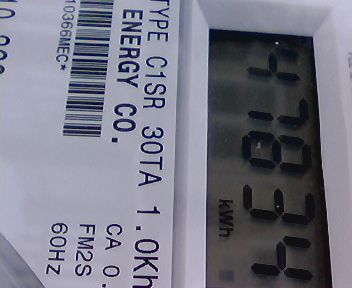 TYPE C1SR 30TA 1.0Kh
ENERGY CO.
CA 0.
FM2S
60HZ
10366MEC*
47834
kWh